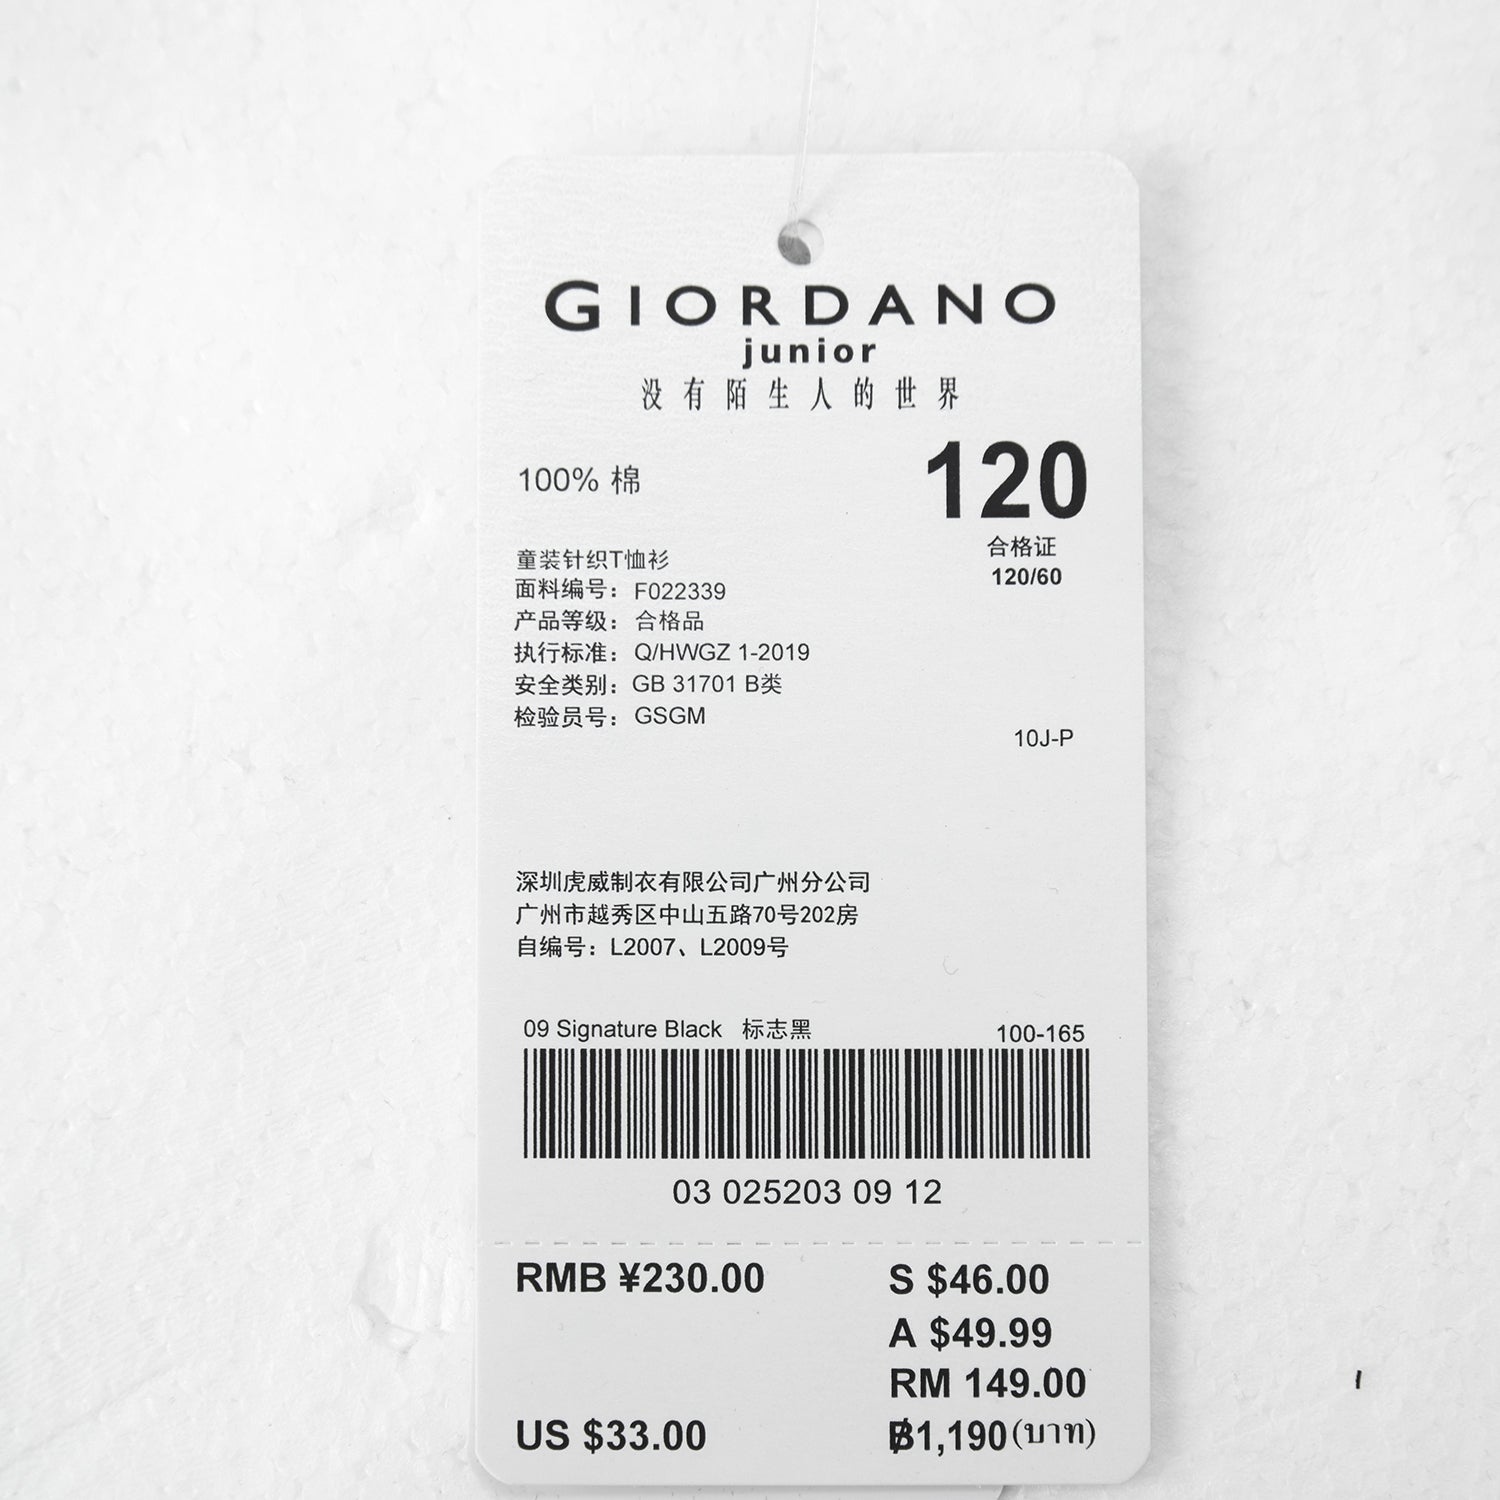 GIORDANO
junior
没有陌生人的世界
100% 棉
120
合格证
120/60
童装针织T恤衫
面料编号： F022339
产品等级： 合格品
执行标准： Q/HWGZ 1-2019
安全类别： GB 31701 B类
检验员号： GSGM
10J-P
深圳虎威制衣有限公司广州分公司
广州市越秀区中山五路70号202房
自编号：L2007、L2009号
09 Signature Black 标志黑 100-165
03 025203 09 12
RMB ¥230.00 S $46.00
A $49.99
RM 149.00
US $33.00 ฿1,190(บาท)